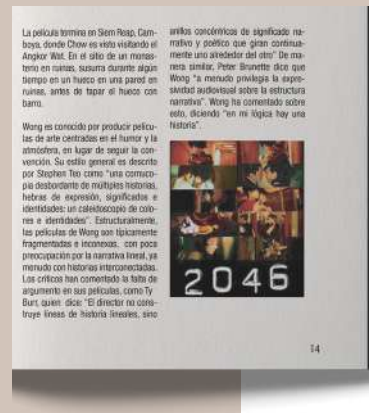 La película termina en Siem Reap, Cam-
boya, donde Chow es visto visitando el
Angkor Wat. En el sitio de un monas-
terio en ruinas, susurra durante algún
tiempo en un hueco en una pared en
ruinas, antes de tapar el hueco con
barro.
Wong es conocido por producir pelícu-
las de arte centradas en el humor y la
atmósfera, en lugar de seguir la con-
vención. Su estilo general es descrito
por Stephen Teo como "una cornuco-
pia desbordante de múltiples historias,
hebras de expresión, significados e
identidades: un caleidoscopio de colo-
res e identidades". Estructuralmente,
las películas de Wong son típicamente
fragmentadas e inconexos, con poca
preocupación por la narrativa lineal, ya
menudo con historias interconectadas.
Los críticos han comentado la falta de
argumento en sus películas, como Ty
Burr, quien dice: "El director no cons-
truye líneas de historia lineales, sino
anillos concéntricos de significado na-
rrativo y poético que giran continua-
mente uno alrededor del otro" De ma-
nera similar, Peter Brunette dice que
Wong "a menudo privilegia la expre-
sividad audiovisual sobre la estructura
narrativa". Wong ha comentado sobre
esto, diciendo "en mi lógica hay una
historia".
2046
14